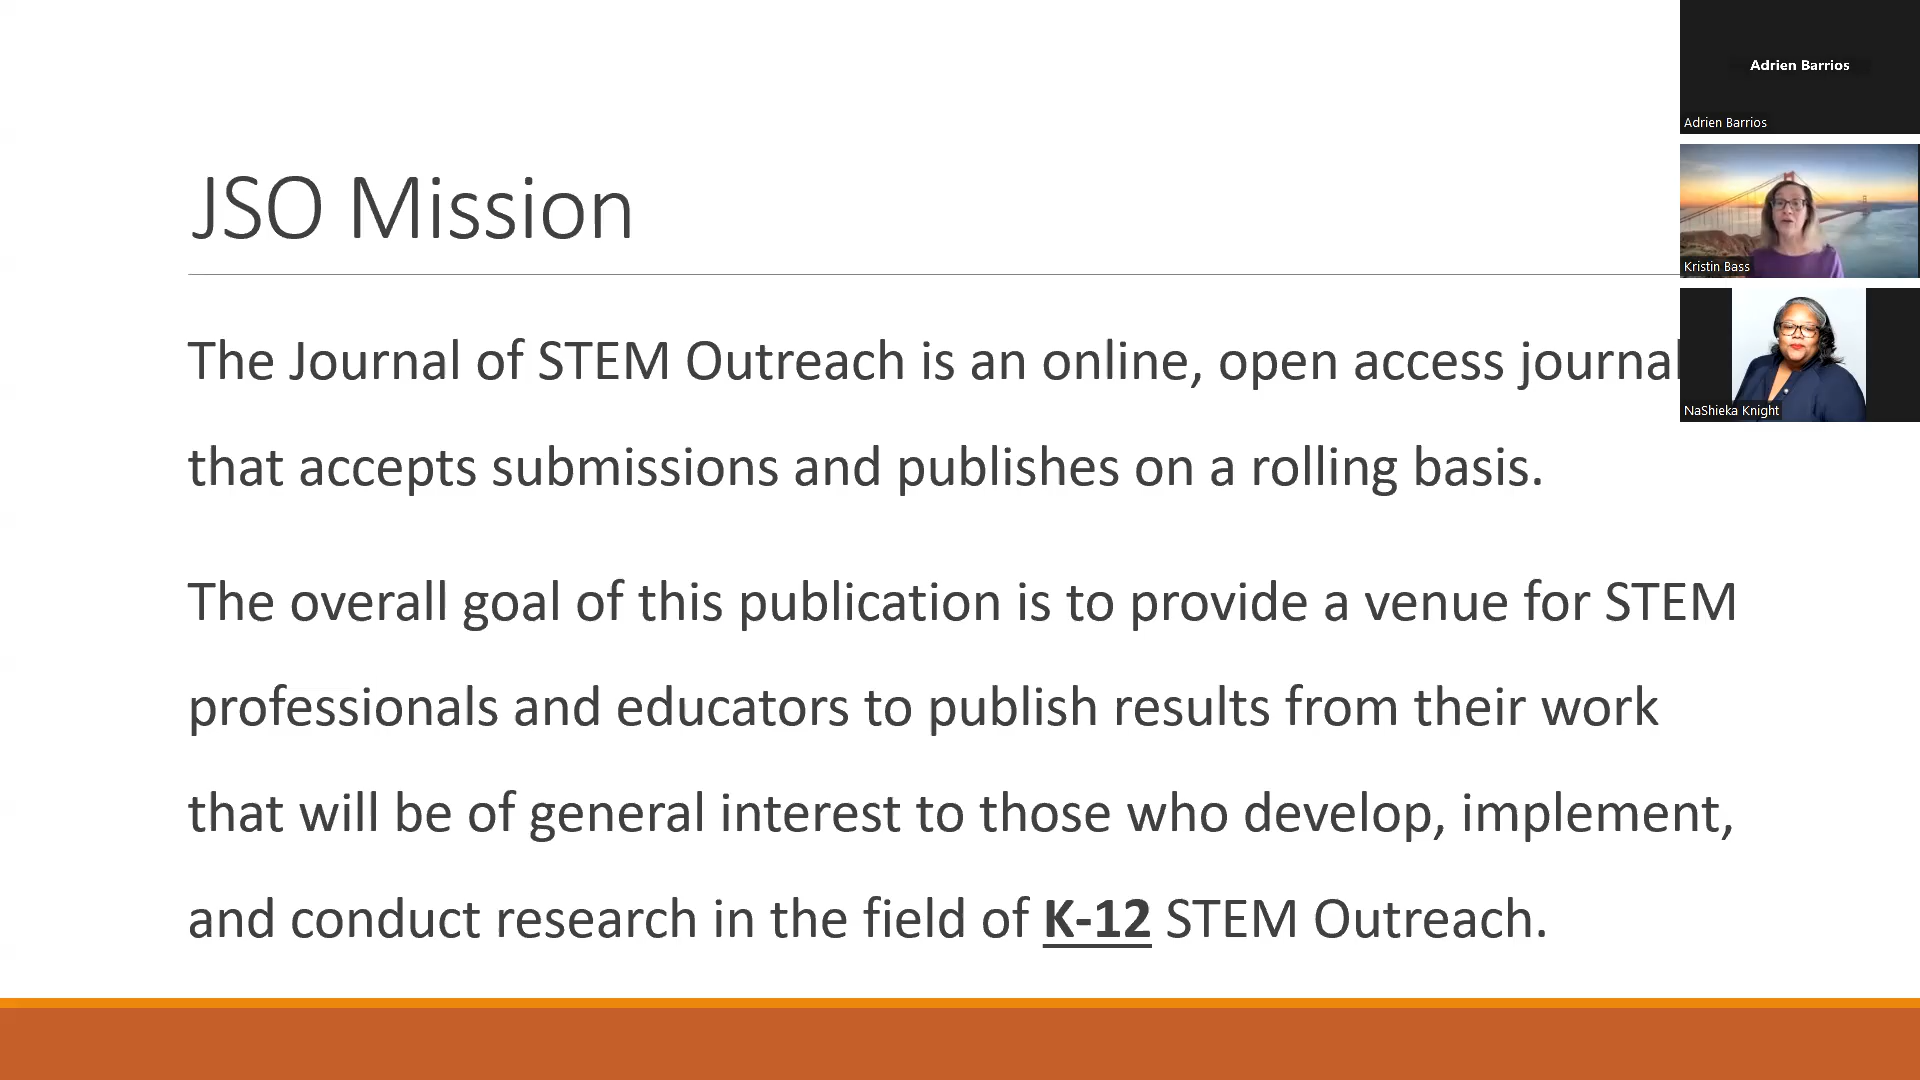 JSO Mission
The Journal of STEM Outreach is an online, open access journal
that accepts submissions and publishes on a rolling basis.
The overall goal of this publication is to provide a venue for STEM
professionals and educators to publish results from their work
that will be of general interest to those who develop, implement,
and conduct research in the field of K-12 STEM Outreach.
Adrien Barrios
Adrien Barrios
Kristin Bass
NaShieka Knight